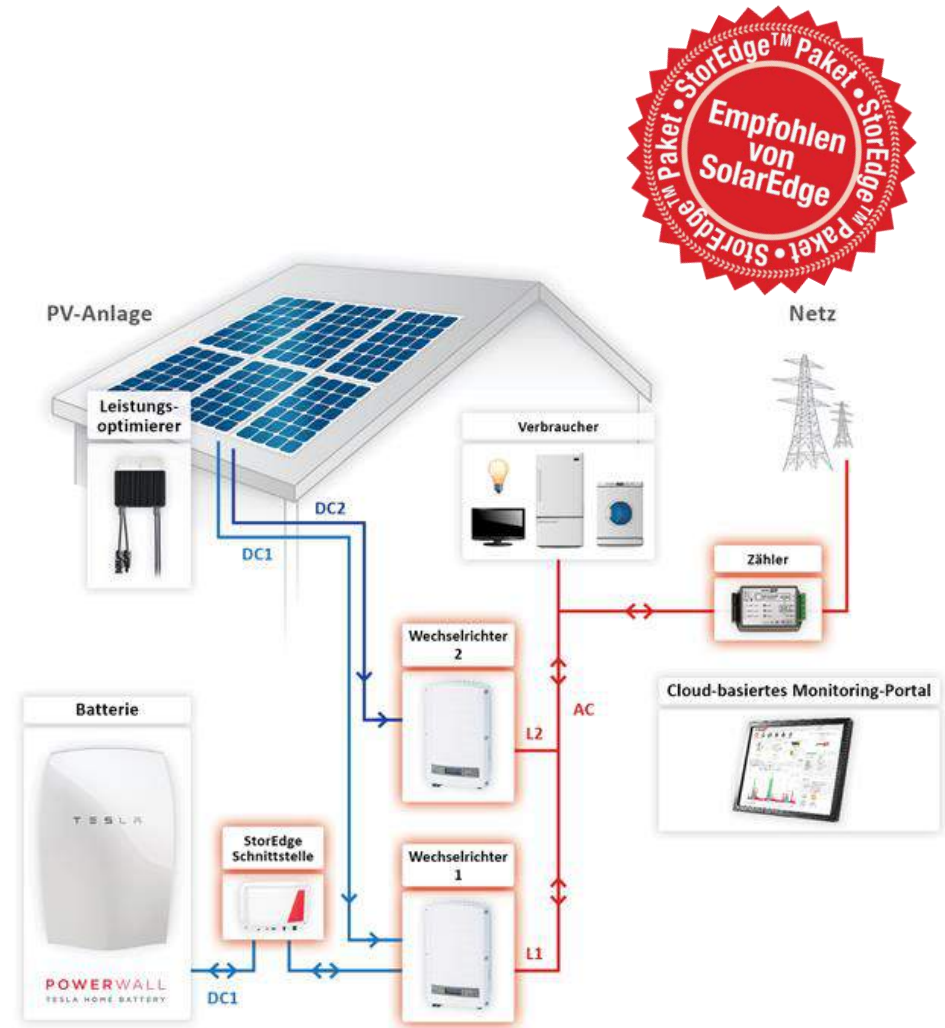 StorEdge™ Paket • StorEdge™ Paket • StorEdge™ Paket •
Empfohlen
von
SolarEdge
PV-Anlage
Netz
Leistungs-
optimierer
Verbraucher
DC2
DC1
Zähler
Wechselrichter
2
Cloud-basiertes Monitoring-Portal
Batterie
AC
L2
TESLA
StorEdge
Schnittstelle
Wechselrichter
1
L1
POWERWALL
TESLA HOME BATTERY
DC1